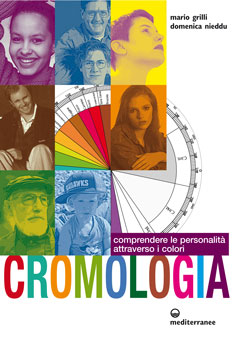 mario grilli
domenica nieddu
comprendere le personalità
attraverso i colori
CROMOLOGIA
mediterranee